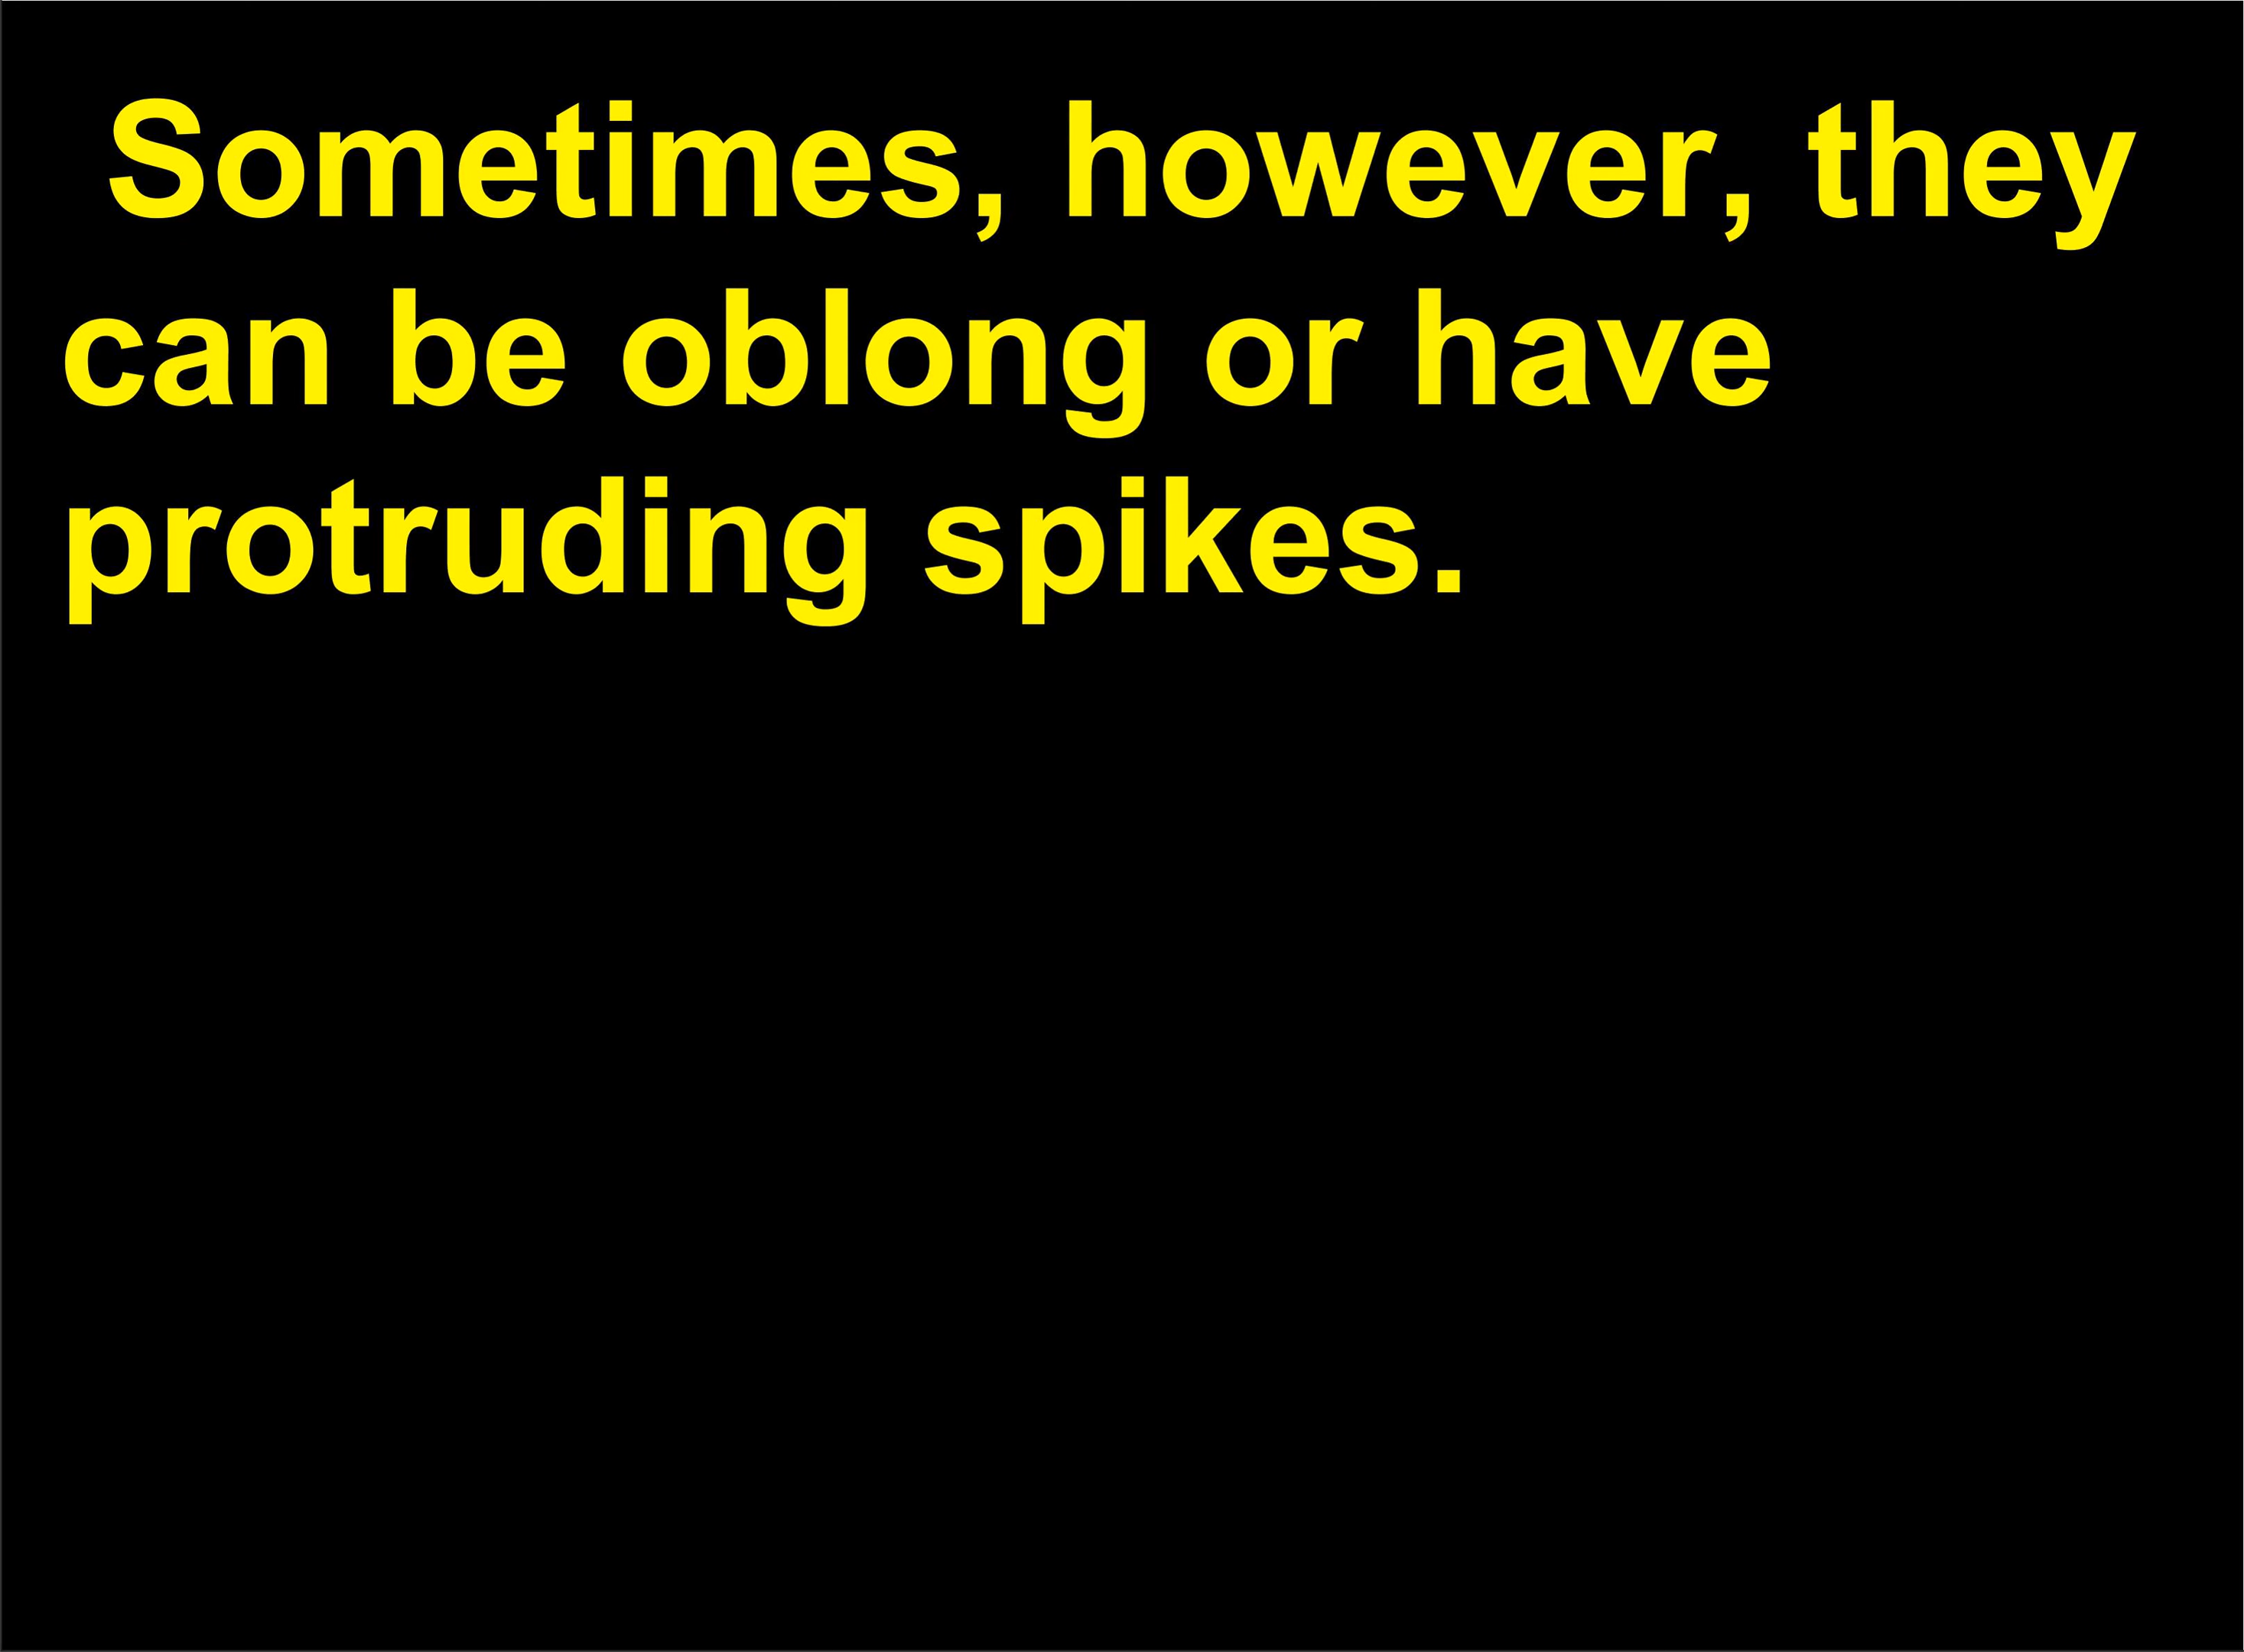 Sometimes, however, they
can be oblong or have
protruding spikes.